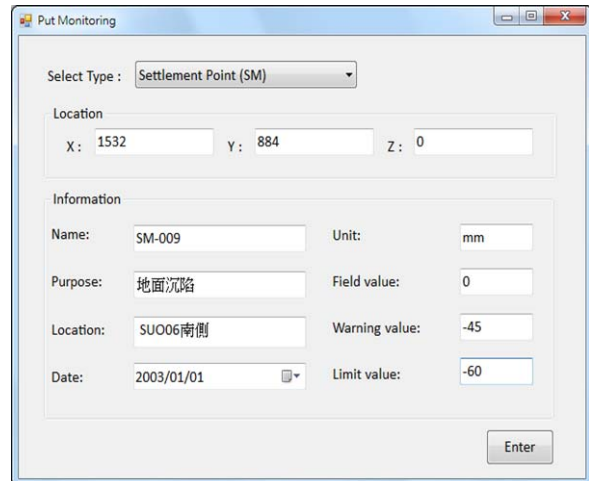 Put Monitoring
Select Type : Settlement Point (SM)
Location
X : 1532 Y : 884 Z : 0
Information
Name: SM-009 Unit: mm
Purpose: 地面沉陷 Field value: 0
Location: SUO06南側 Warning value: -45
Date: 2003/01/01 Limit value: -60
Enter